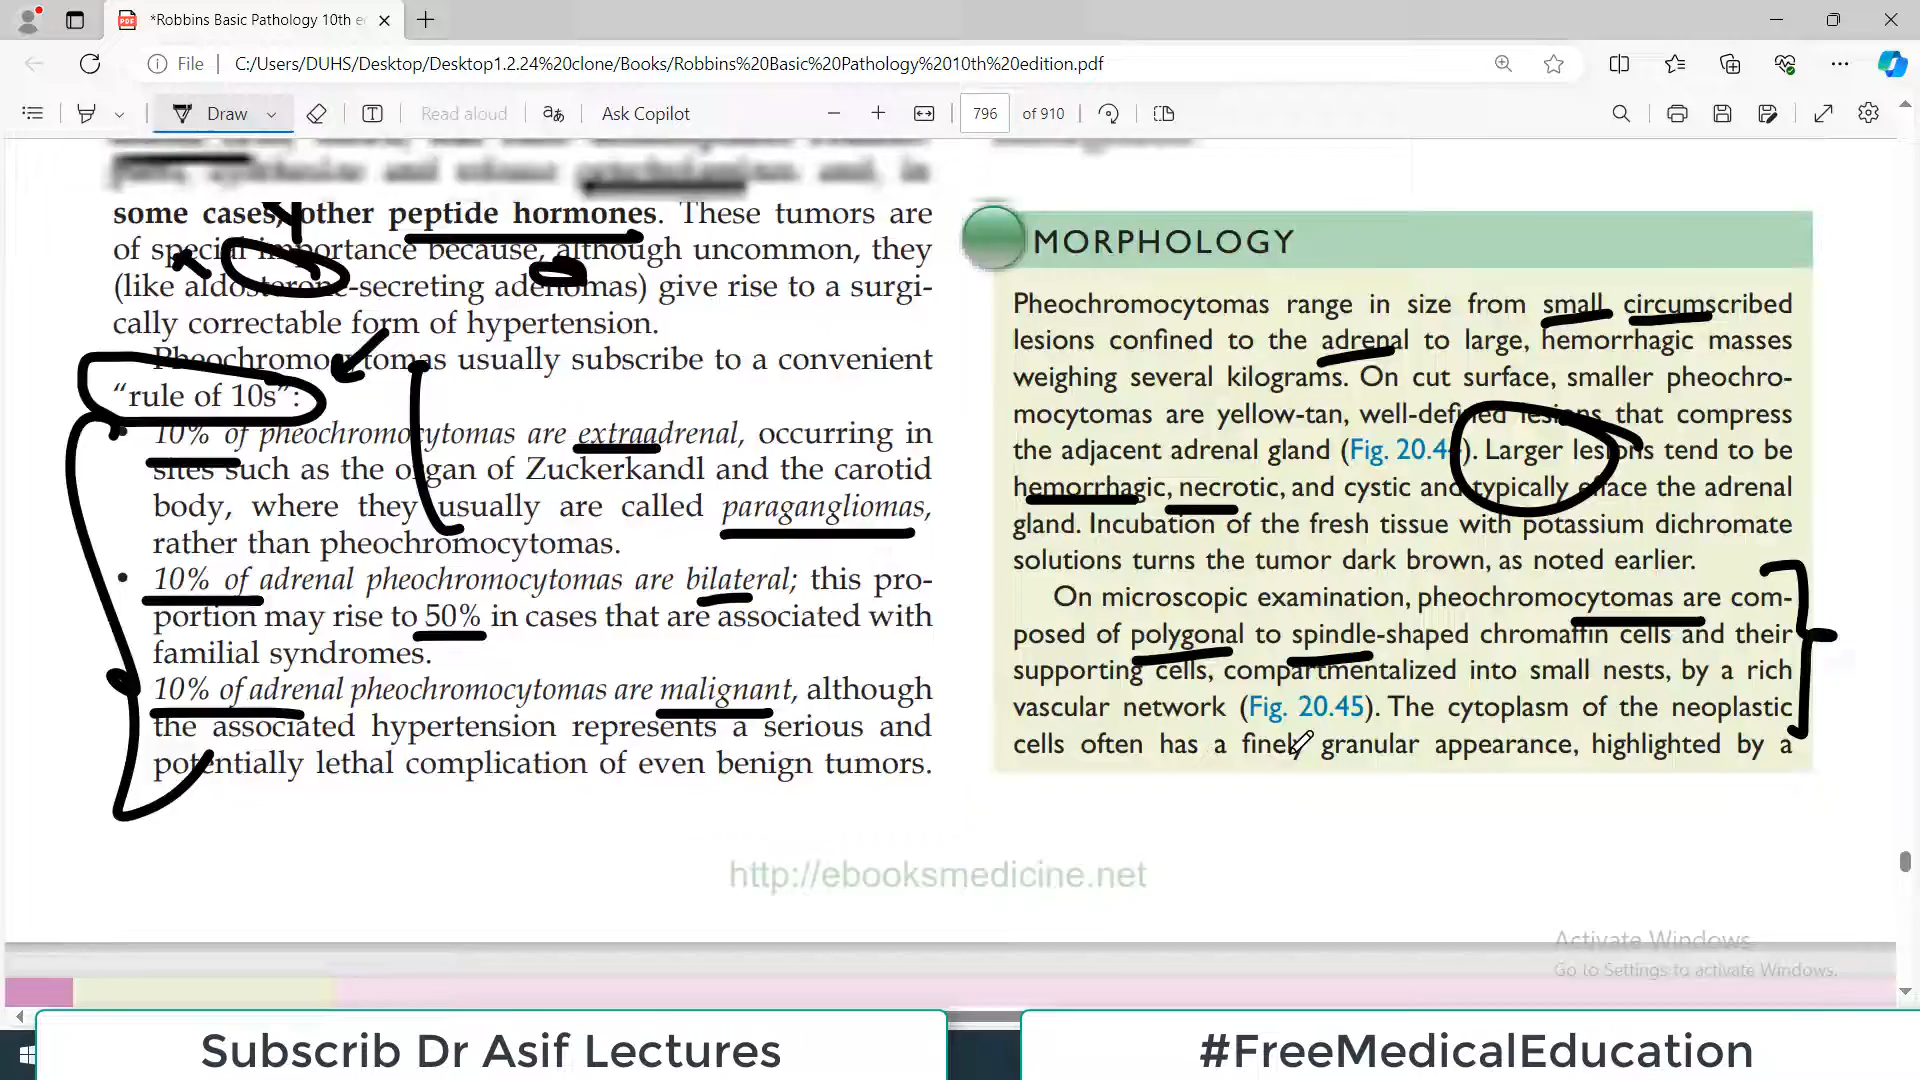 *Robbins Basic Pathology 10th e
File
C:/Users/DUHS/Desktop/Desktop1.2.24%20clone/Books/Robbins%20Basic%20Pathology%2010th%20edition.pdf
Draw
Read aloud
Ask Copilot
796
of 910
some cases, other peptide hormones. These tumors are
of special importance because, although uncommon, they
(like aldosterone-secreting adenomas) give rise to a surgi-
cally correctable form of hypertension.
Pheochromocytomas usually subscribe to a convenient
“rule of 10s”:
• 10% of pheochromocytomas are extraadrenal, occurring in
sites such as the organ of Zuckerkandl and the carotid
body, where they usually are called paragangliomas,
rather than pheochromocytomas.
• 10% of adrenal pheochromocytomas are bilateral; this pro-
portion may rise to 50% in cases that are associated with
familial syndromes.
10% of adrenal pheochromocytomas are malignant, although
the associated hypertension represents a serious and
potentially lethal complication of even benign tumors.
MORPHOLOGY
Pheochromocytomas range in size from small circumscribed
lesions confined to the adrenal to large, hemorrhagic masses
weighing several kilograms. On cut surface, smaller pheochro-
mocytomas are yellow-tan, well-defined lesions that compress
the adjacent adrenal gland (Fig. 20.44). Larger lesions tend to be
hemorrhagic, necrotic, and cystic and typically efface the adrenal
gland. Incubation of the fresh tissue with potassium dichromate
solutions turns the tumor dark brown, as noted earlier.
On microscopic examination, pheochromocytomas are com-
posed of polygonal to spindle-shaped chromaffin cells and their
supporting cells, compartmentalized into small nests, by a rich
vascular network (Fig. 20.45). The cytoplasm of the neoplastic
cells often has a finely granular appearance, highlighted by a
http://ebooksmedicine.net
Activate Windows
Go to Settings to activate Windows.
Subscrib Dr Asif Lectures
#FreeMedicalEducation